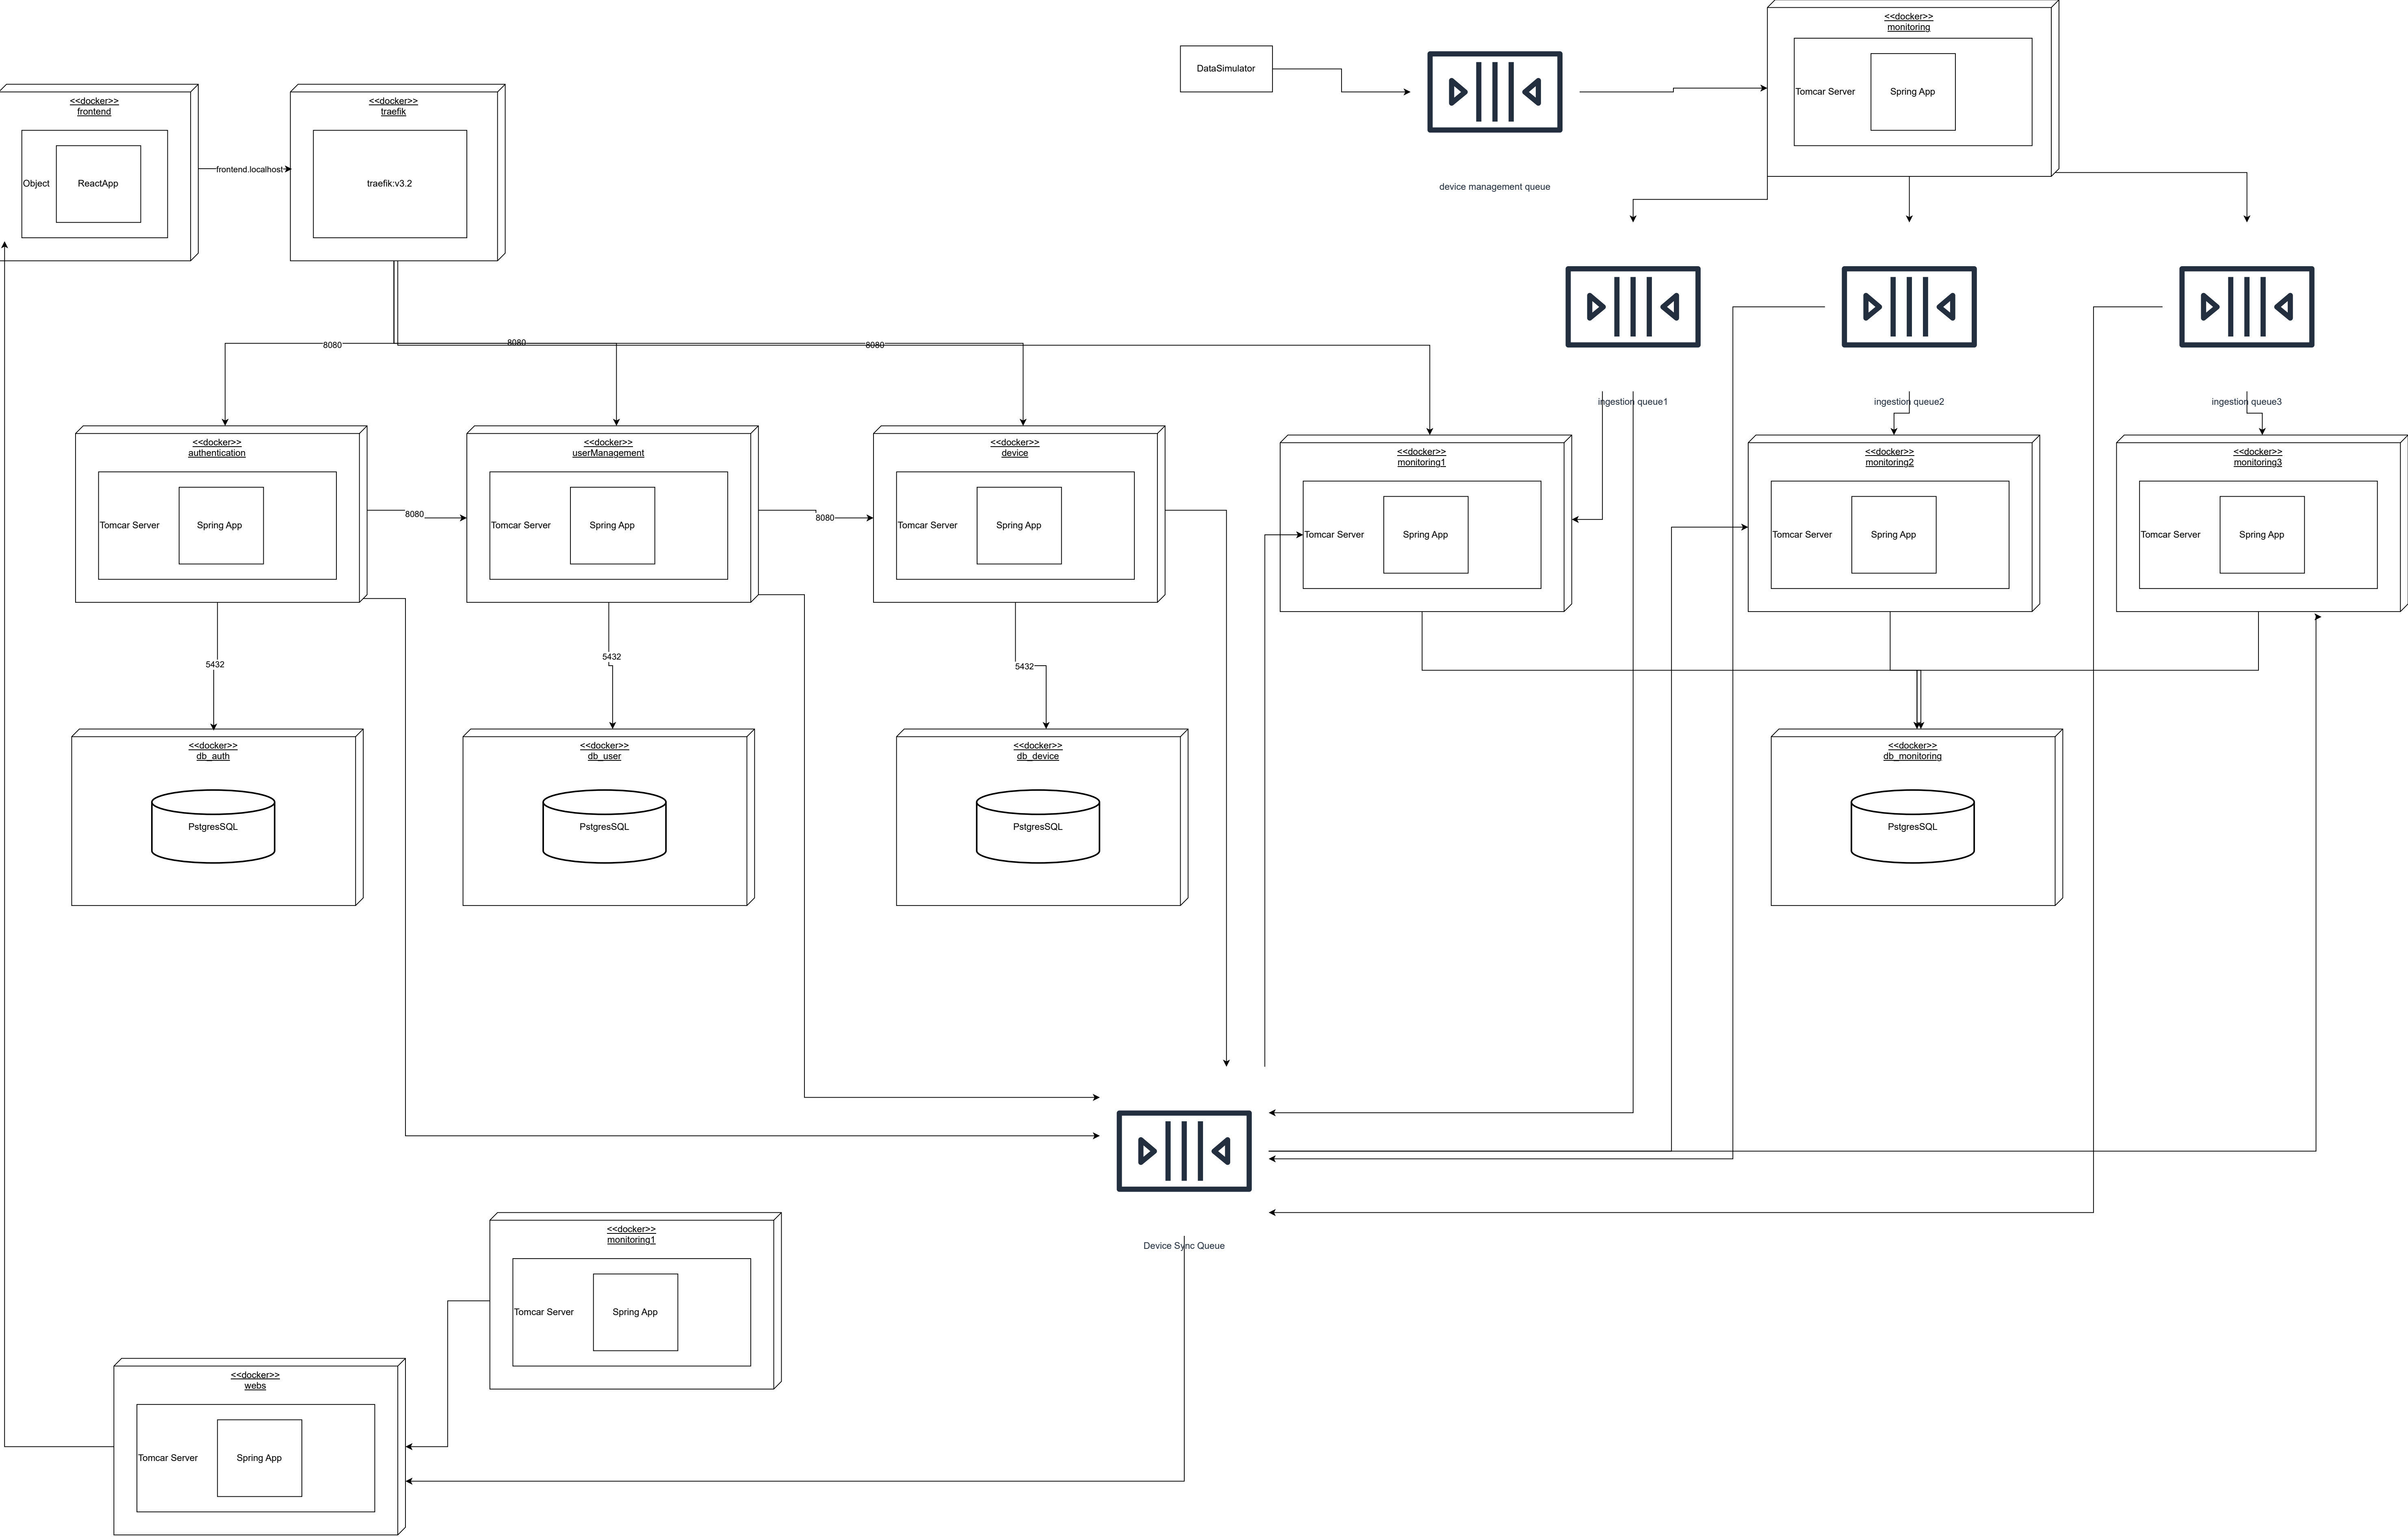 <<docker>>
monitoring
Tomcar Server
Spring App
DataSimulator
device management queue
<<docker>>
frontend
Object
ReactApp
frontend.localhost
<<docker>>
traefik
traefik:v3.2
8080
8080
8080
ingestion queue1
ingestion queue2
ingestion queue3
<<docker>>
authentication
Tomcar Server
Spring App
8080
<<docker>>
userManagement
Tomcar Server
Spring App
8080
<<docker>>
device
Tomcar Server
Spring App
<<docker>>
monitoring1
Tomcar Server
Spring App
<<docker>>
monitoring2
Tomcar Server
Spring App
<<docker>>
monitoring3
Tomcar Server
Spring App
5432
5432
5432
<<docker>>
db_auth
PstgresSQL
<<docker>>
db_user
PstgresSQL
<<docker>>
db_device
PstgresSQL
<<docker>>
db_monitoring
PstgresSQL
Device Sync Queue
<<docker>>
monitoring1
Tomcar Server
Spring App
<<docker>>
webs
Tomcar Server
Spring App